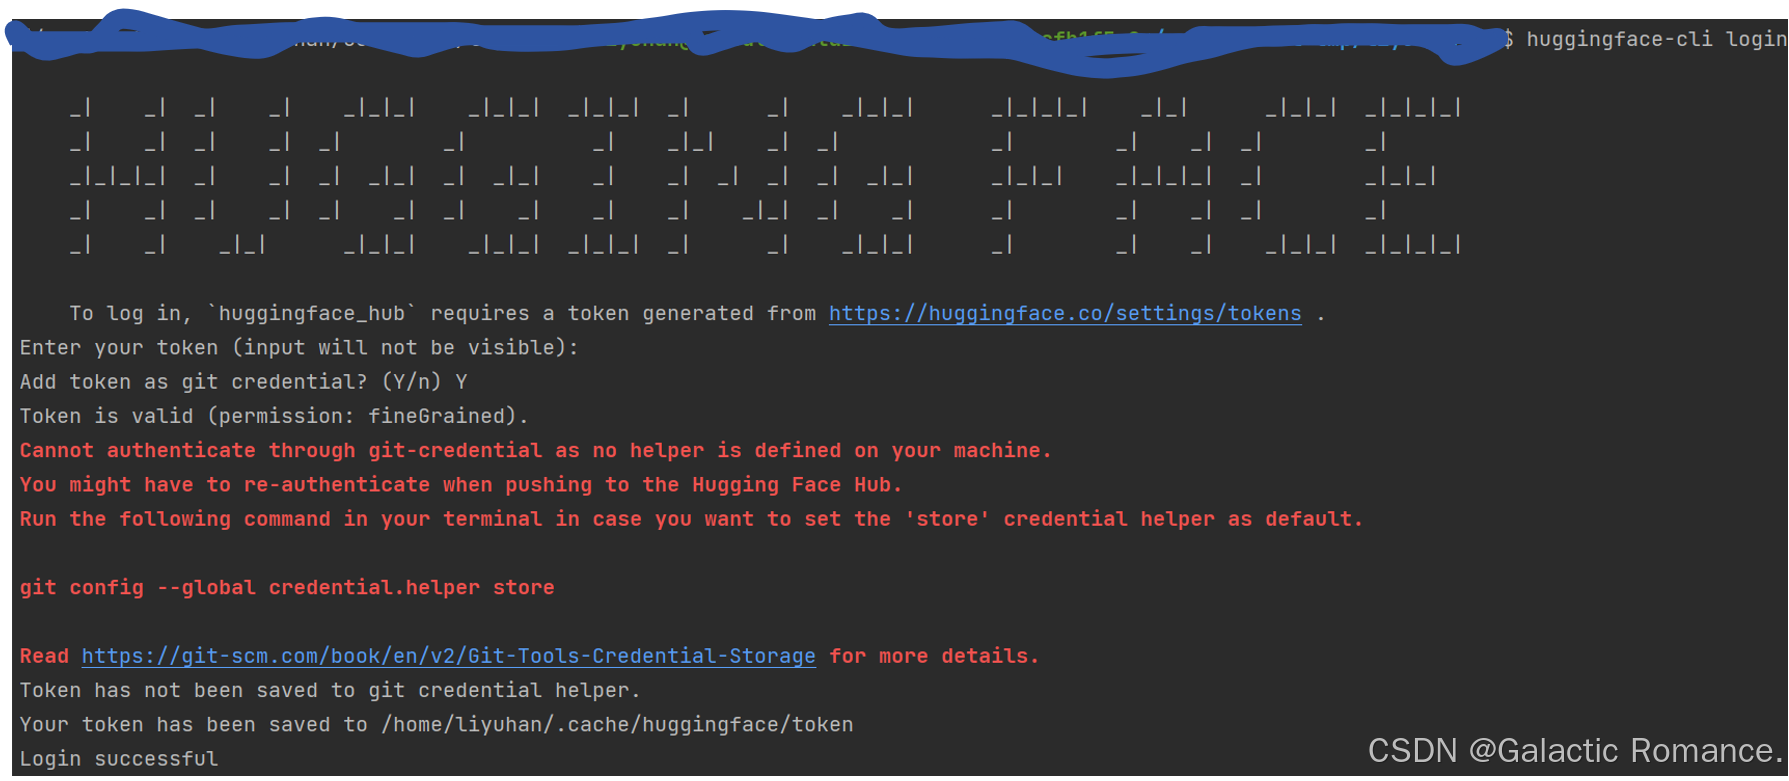 $ huggingface-cli login
_|    _|  _|    _|    _|_|_|    _|_|_|  _|_|_|  _|      _|    _|_|_|      _|_|_|_|    _|_|      _|_|_|  _|_|_|_|
_|    _|  _|    _|  _|        _|          _|    _|_|    _|  _|            _|        _|    _|  _|        _|
_|_|_|_|  _|    _|  _|  _|_|  _|  _|_|    _|    _|  _|  _|  _|  _|_|      _|_|_|    _|_|_|_|  _|        _|_|_|
_|    _|  _|    _|  _|    _|  _|    _|    _|    _|    _|_|  _|    _|      _|        _|    _|  _|        _|
_|    _|    _|_|      _|_|_|    _|_|_|  _|_|_|  _|      _|    _|_|_|      _|        _|    _|    _|_|_|  _|_|_|_|
To log in, `huggingface_hub` requires a token generated from https://huggingface.co/settings/tokens .
Enter your token (input will not be visible):
Add token as git credential? (Y/n) Y
Token is valid (permission: fineGrained).
Cannot authenticate through git-credential as no helper is defined on your machine.
You might have to re-authenticate when pushing to the Hugging Face Hub.
Run the following command in your terminal in case you want to set the 'store' credential helper as default.
git config --global credential.helper store
Read https://git-scm.com/book/en/v2/Git-Tools-Credential-Storage for more details.
Token has not been saved to git credential helper.
Your token has been saved to /home/liyuhan/.cache/huggingface/token
Login successful
CSDN @Galactic Romance.